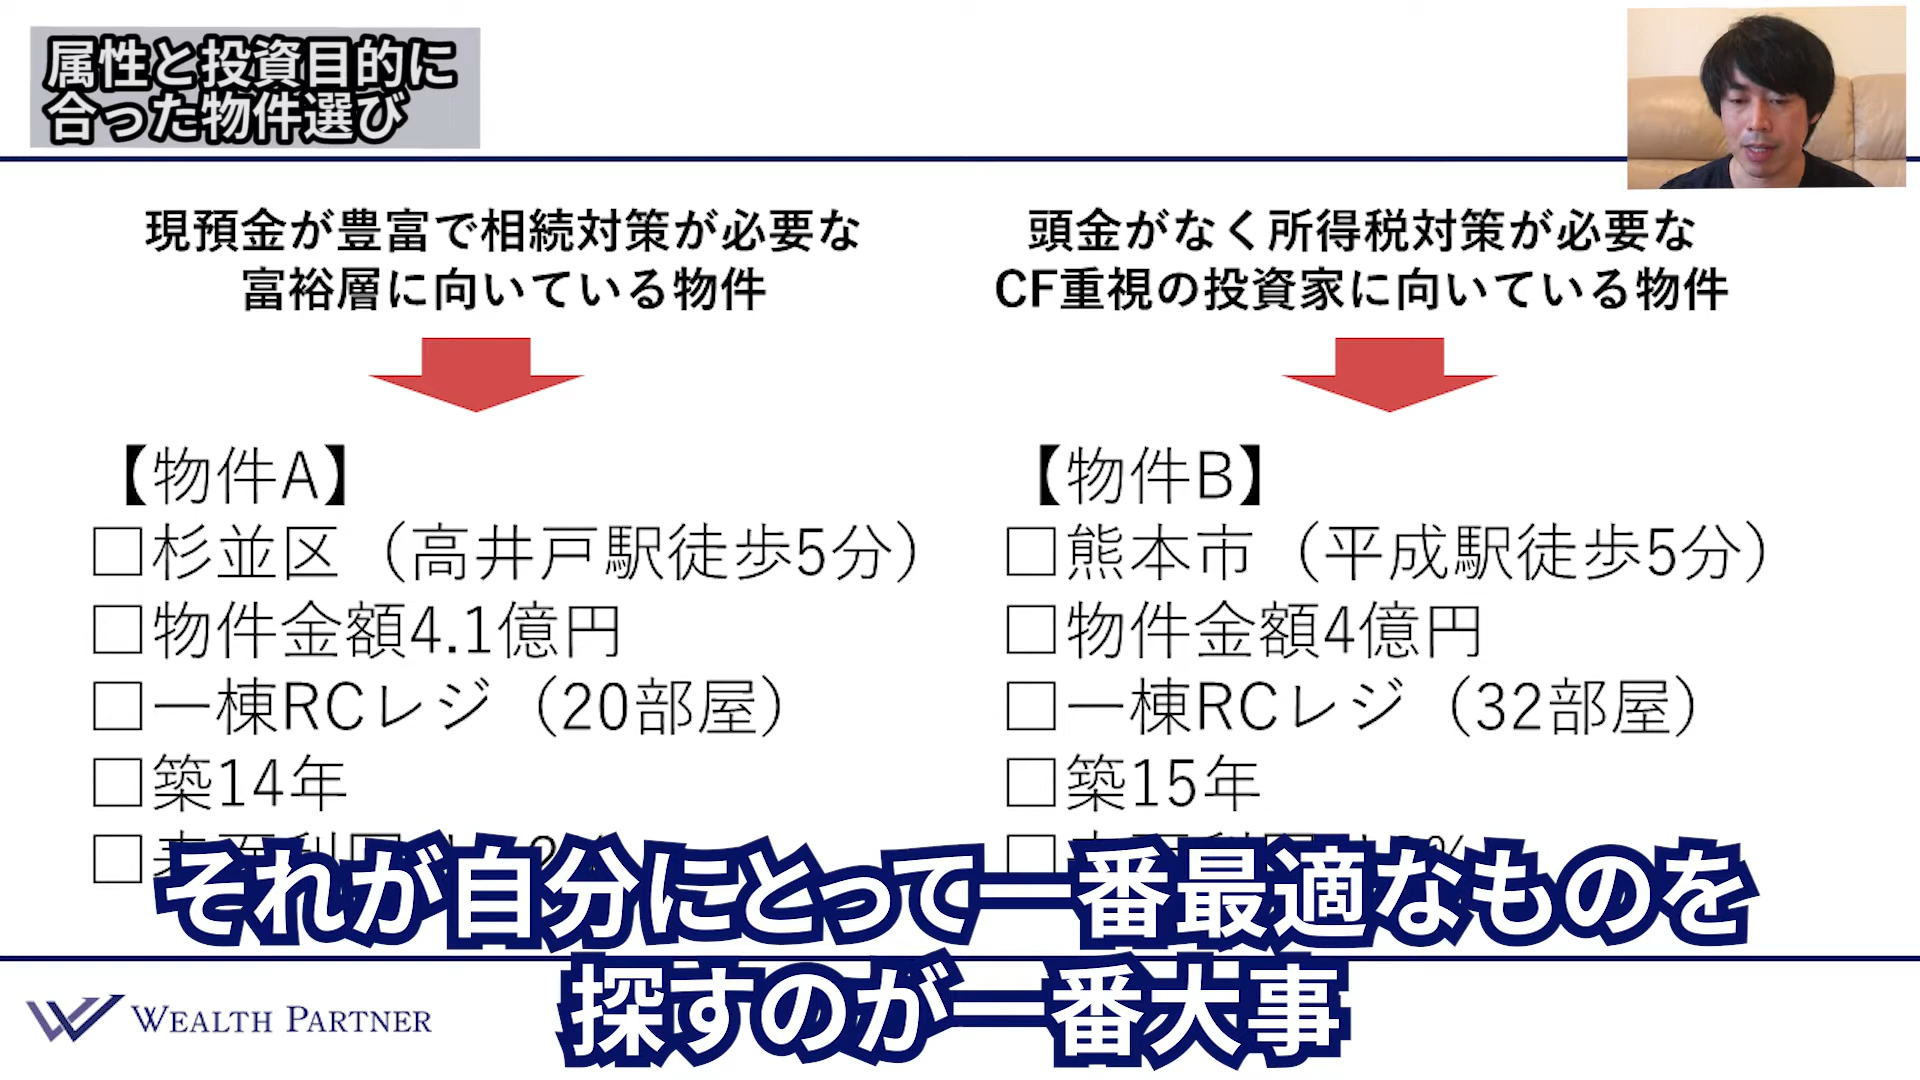 属性と投資目的に
合った物件選び
現預金が豊富で相続対策が必要な
富裕層に向いている物件
頭金がなく所得税対策が必要な
CF重視の投資家に向いている物件
【物件A】
□杉並区（高井戸駅徒歩5分）
□物件金額4.1億円
□一棟RCレジ（20部屋）
□築14年
【物件B】
□熊本市（平成駅徒歩5分）
□物件金額4億円
□一棟RCレジ（32部屋）
□築15年
それが自分にとって一番最適なものを
探すのが一番大事
WEALTH PARTNER